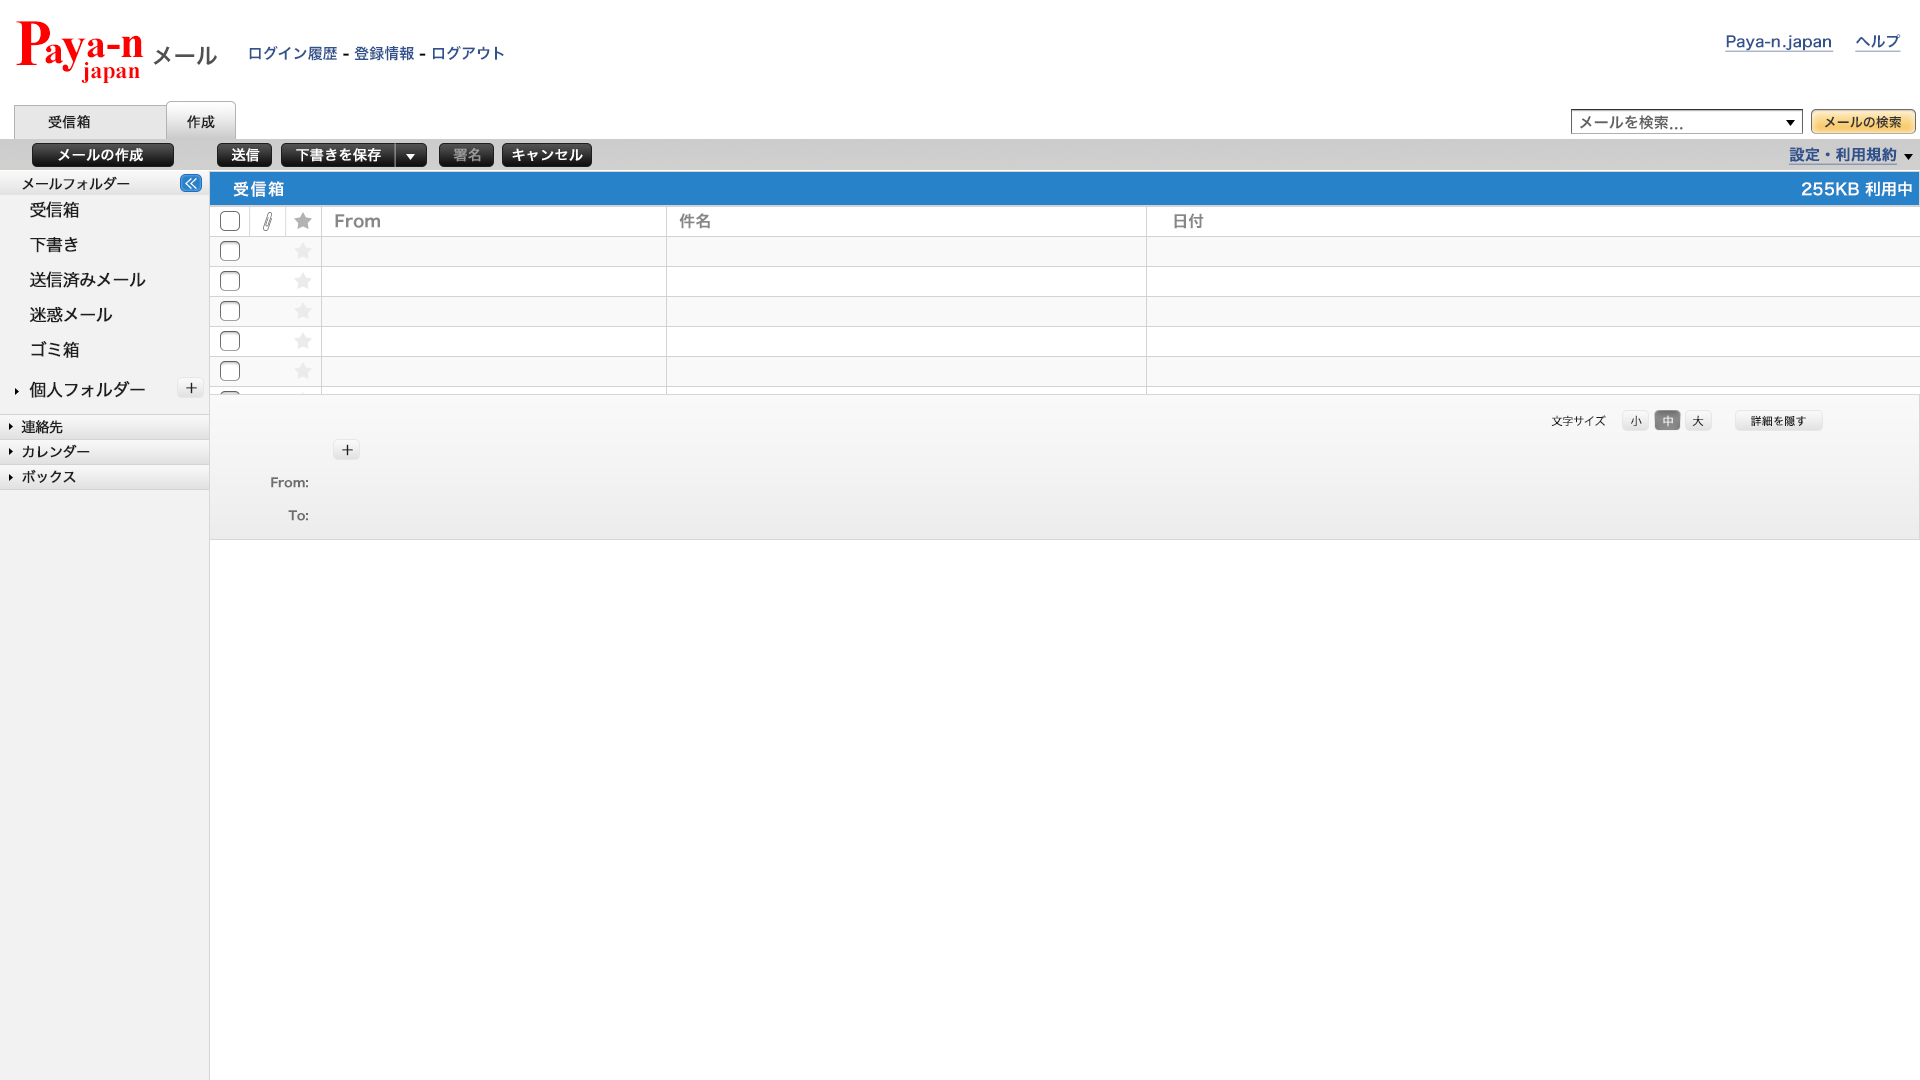 Paya-n
japan
メール
ログイン履歴 - 登録情報 - ログアウト
Paya-n.japan ヘルプ
受信箱 作成
メールを検索... メールの検索
メールの作成 送信 下書きを保存 署名 キャンセル 設定・利用規約
メールフォルダー
受信箱 255KB 利用中
受信箱
From 件名 日付
下書き
送信済みメール
迷惑メール
ゴミ箱
個人フォルダー +
連絡先
カレンダー
ボックス
文字サイズ 小 中 大 詳細を隠す
+
From:
To: